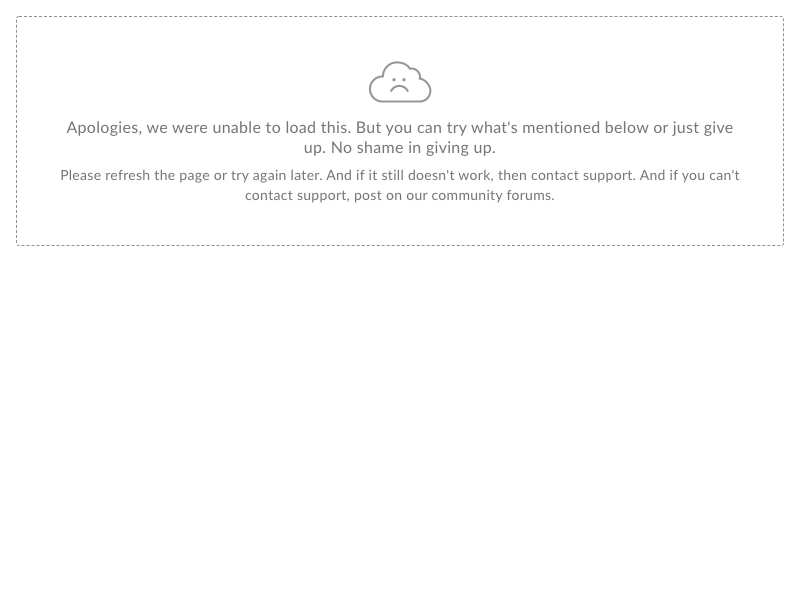 Apologies, we were unable to load this. But you can try what's mentioned below or just give
up. No shame in giving up.
Please refresh the page or try again later. And if it still doesn't work, then contact support. And if you can't
contact support, post on our community forums.